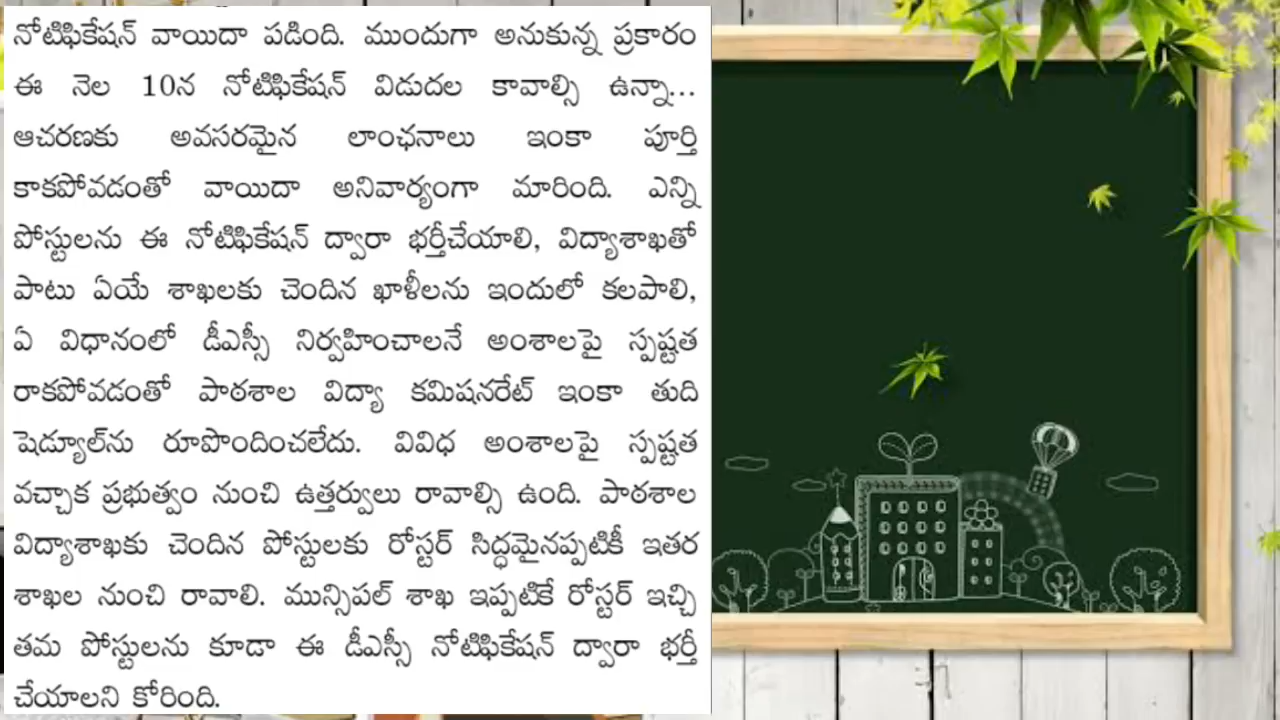 నోటిఫికేషన్ వాయిదా పడింది. ముందుగా అనుకున్న ప్రకారం
ఈ నెల 10న నోటిఫికేషన్ విడుదల కావాల్సి ఉన్నా...
ఆచరణకు అవసరమైన లాంఛనాలు ఇంకా పూర్తి
కాకపోవడంతో వాయిదా అనివార్యంగా మారింది. ఎన్ని
పోస్టులను ఈ నోటిఫికేషన్ ద్వారా భర్తీచేయాలి, విద్యాశాఖతో
పాటు ఏయే శాఖలకు చెందిన ఖాళీలను ఇందులో కలపాలి,
ఏ విధానంలో డీఎస్సీ నిర్వహించాలనే అంశాలపై స్పష్టత
రాకపోవడంతో పాఠశాల విద్యా కమిషనరేట్ ఇంకా తుది
షెడ్యూల్‌ను రూపొందించలేదు. వివిధ అంశాలపై స్పష్టత
వచ్చాక ప్రభుత్వం నుంచి ఉత్తర్వులు రావాల్సి ఉంది. పాఠశాల
విద్యాశాఖకు చెందిన పోస్టులకు రోస్టర్ సిద్ధమైనప్పటికీ ఇతర
శాఖల నుంచి రావాలి. మున్సిపల్ శాఖ ఇప్పటికే రోస్టర్ ఇచ్చి
తమ పోస్టులను కూడా ఈ డీఎస్సీ నోటిఫికేషన్ ద్వారా భర్తీ
చేయాలని కోరింది.